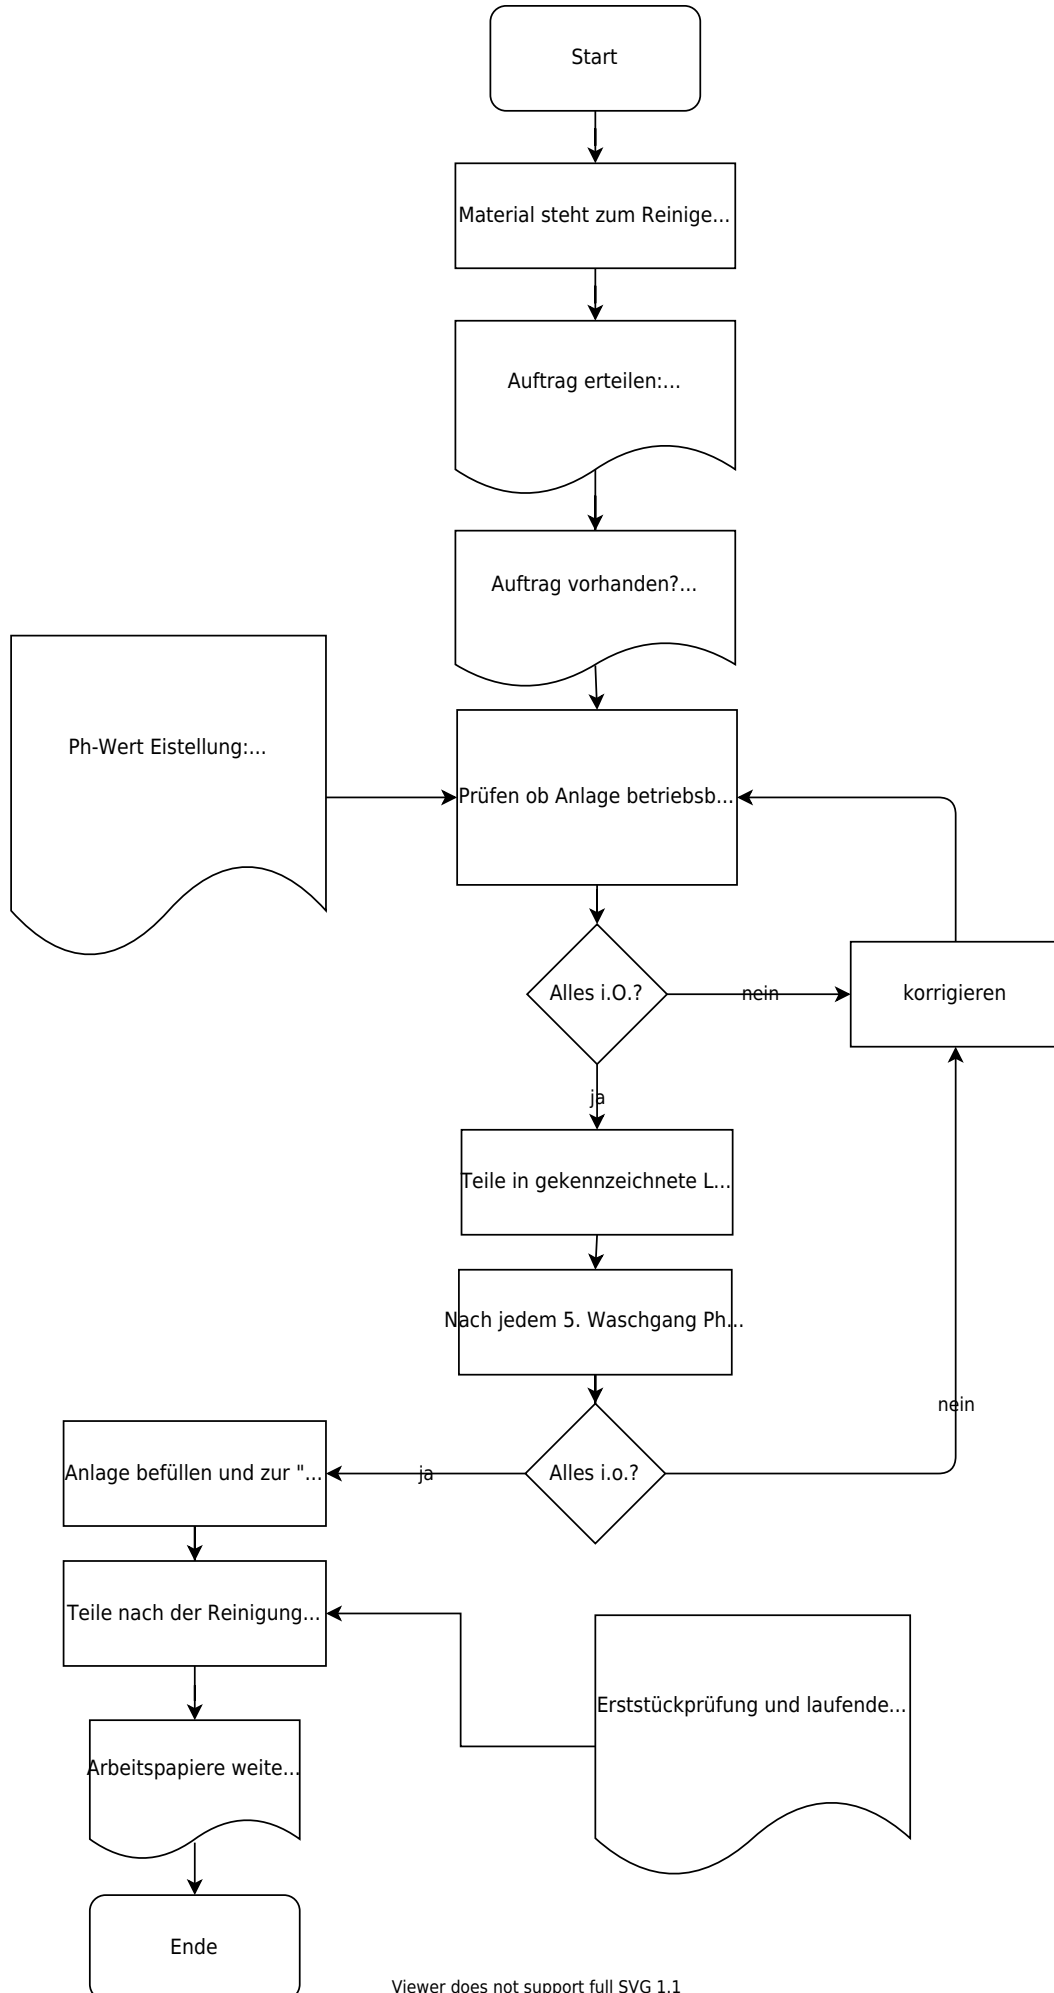 Start
Material steht zum Reinige...
Auftrag erteilen:...
Auftrag vorhanden?...
Ph-Wert Eistellung:...
Prüfen ob Anlage betriebsb...
Alles i.O.?
nein
korrigieren
ja
Teile in gekennzeichnete L...
Nach jedem 5. Waschgang Ph...
nein
Anlage befüllen und zur "...
ja
Alles i.o.?
Teile nach der Reinigung...
Erststückprüfung und laufende...
Arbeitspapiere weite...
Ende
Viewer does not support full SVG 1.1